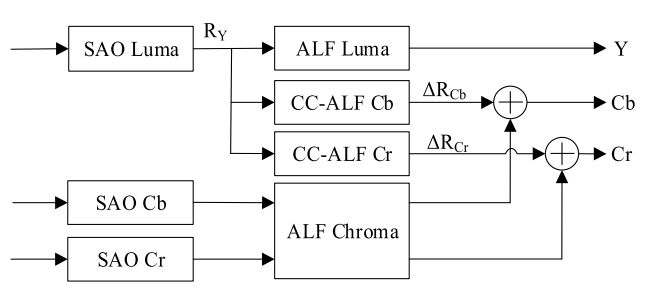 SAO Luma R_Y ALF Luma Y
CC-ALF Cb ΔR_Cb Cb
CC-ALF Cr ΔR_Cr Cr
SAO Cb
ALF Chroma
SAO Cr